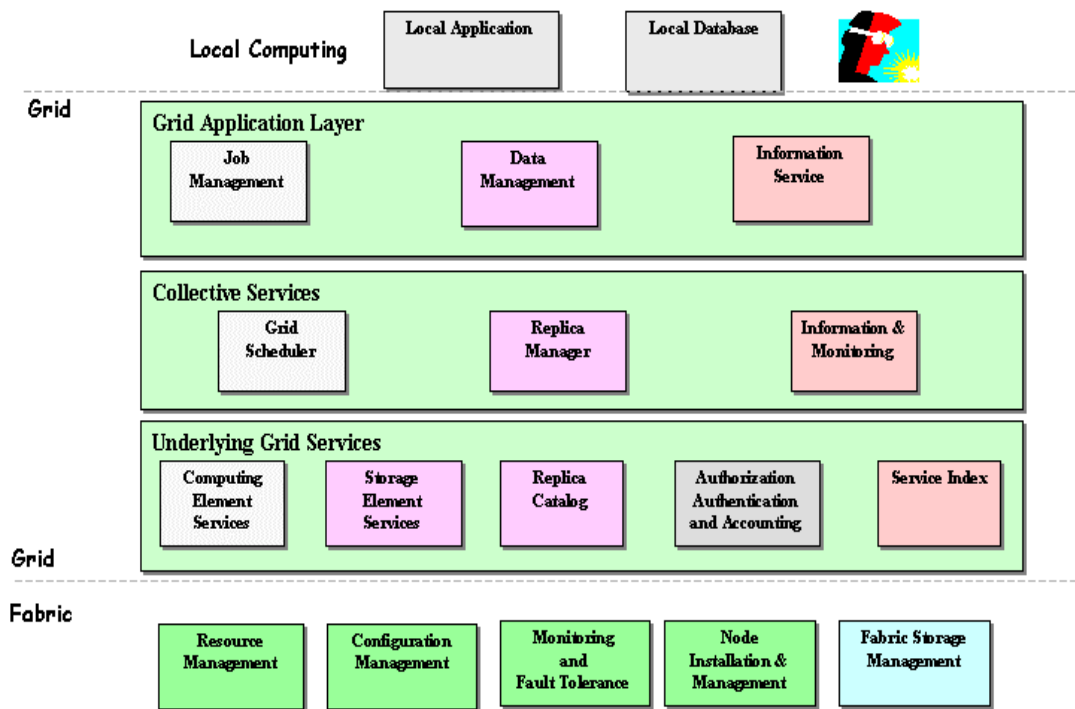 Local Computing
Local Application
Local Database
Grid
Grid Application Layer
Job
Management
Data
Management
Information
Service
Collective Services
Grid
Scheduler
Replica
Manager
Information &
Monitoring
Underlying Grid Services
Computing
Element
Services
Storage
Element
Services
Replica
Catalog
Authorization
Authentication
and Accounting
Service Index
Grid
Fabric
Resource
Management
Configuration
Management
Monitoring
and
Fault Tolerance
Node
Installation &
Management
Fabric Storage
Management